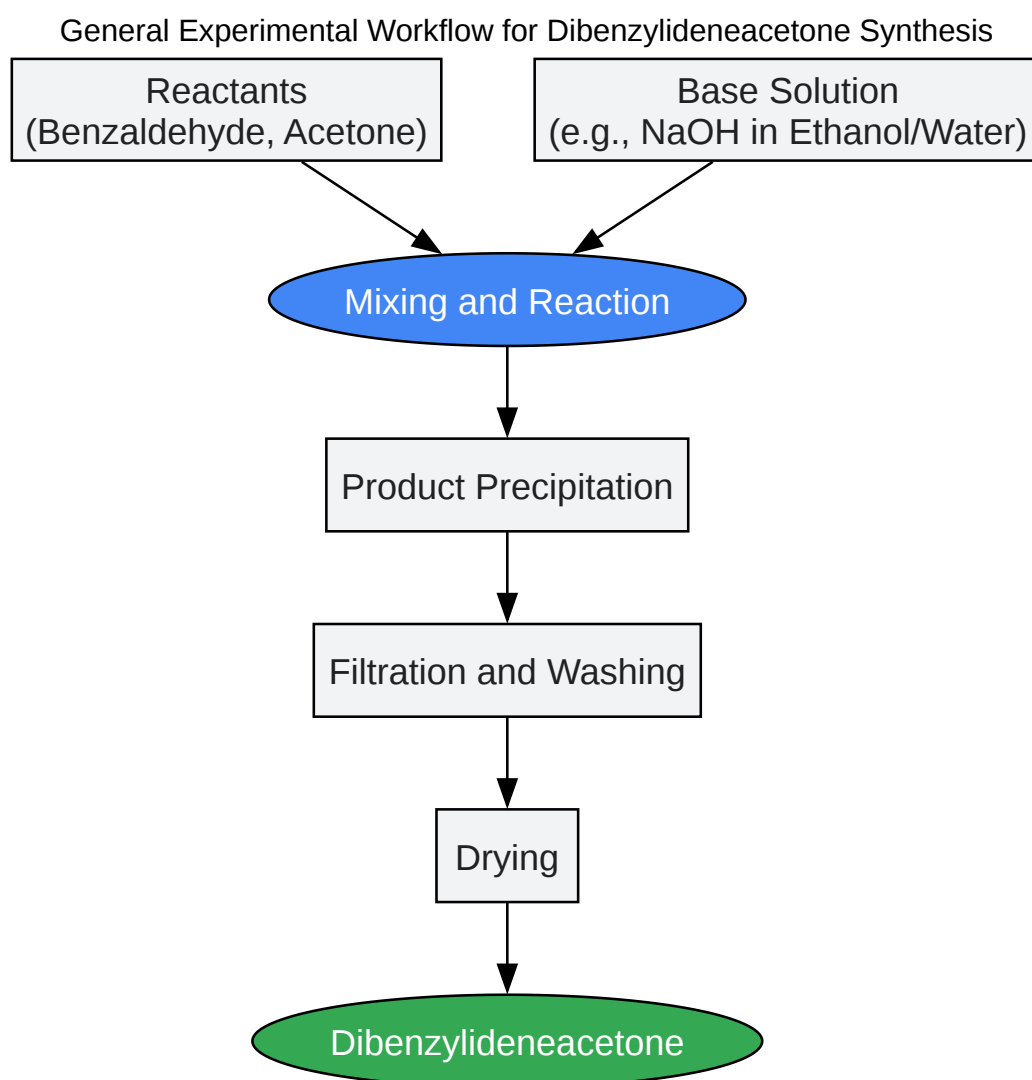 General Experimental Workflow for Dibenzylideneacetone Synthesis
Reactants
(Benzaldehyde, Acetone)
Base Solution
(e.g., NaOH in Ethanol/Water)
Mixing and Reaction
Product Precipitation
Filtration and Washing
Drying
Dibenzylideneacetone